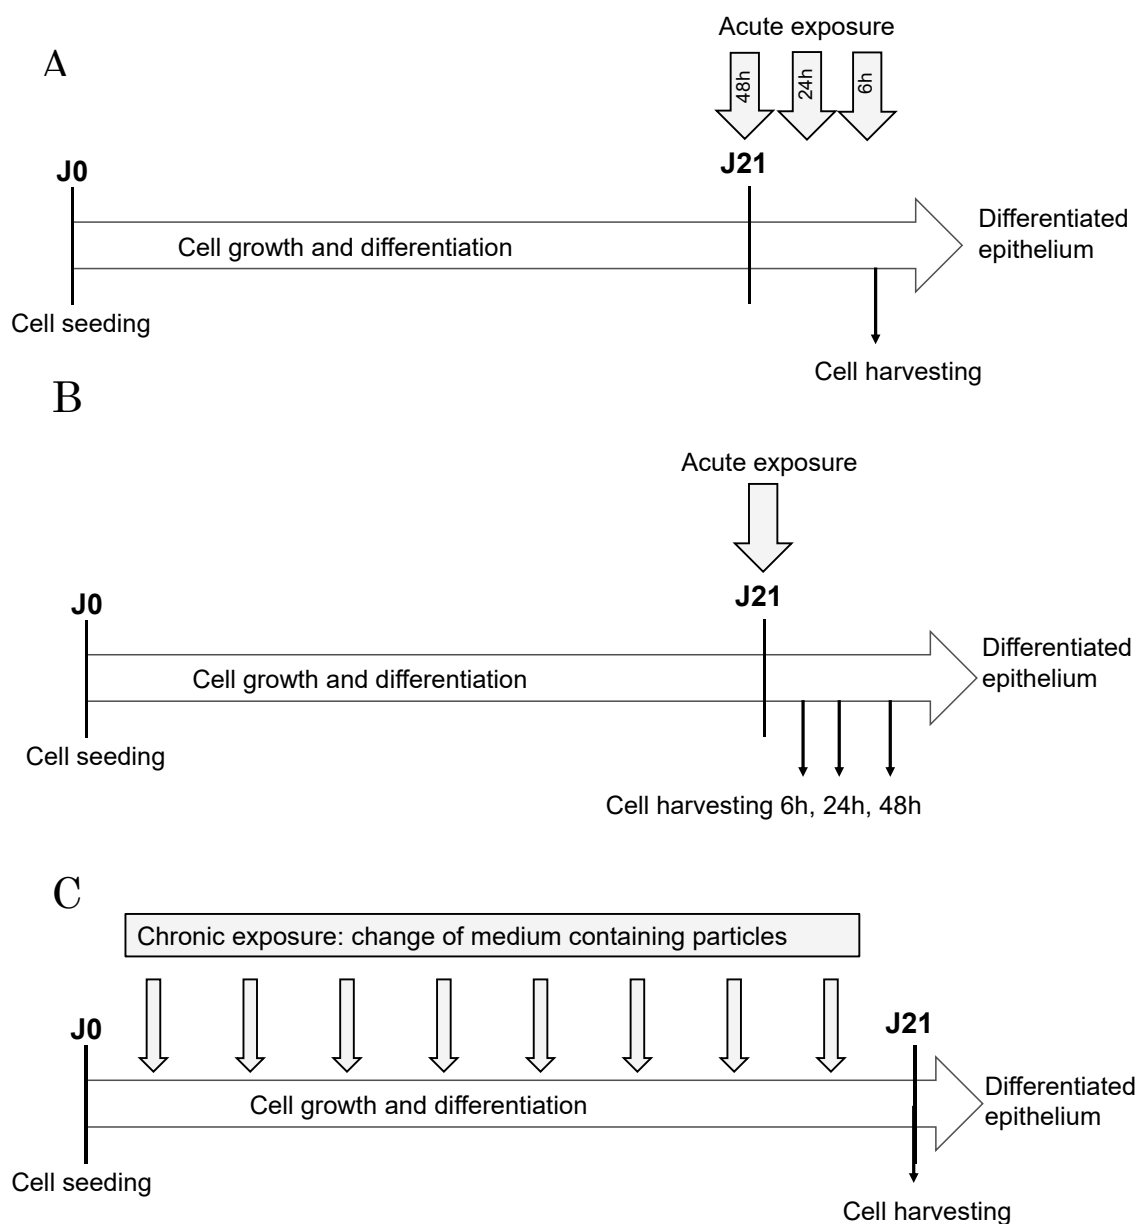 A
Acute exposure
48h
24h
6h
J0
J21
Cell growth and differentiation
Differentiated
epithelium
Cell seeding
Cell harvesting
B
Acute exposure
J0
J21
Cell growth and differentiation
Differentiated
epithelium
Cell seeding
Cell harvesting 6h, 24h, 48h
C
Chronic exposure: change of medium containing particles
J0
J21
Cell growth and differentiation
Differentiated
epithelium
Cell seeding
Cell harvesting